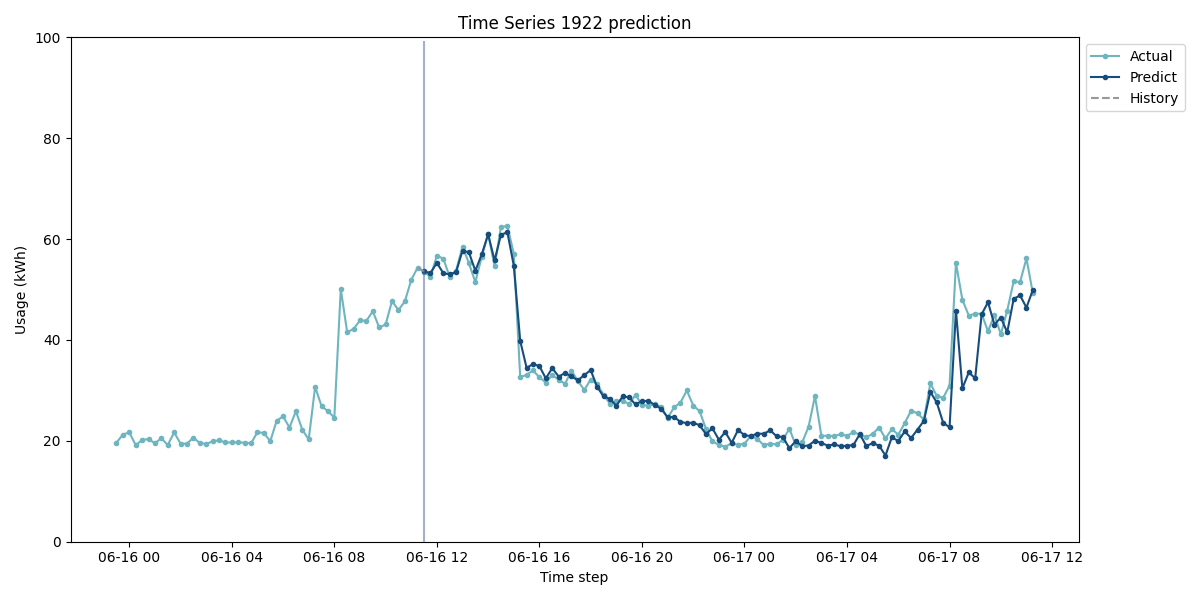 Time Series 1922 prediction
100
80
60
40
20
0
Usage (kWh)
06-16 00
06-16 04
06-16 08
06-16 12
06-16 16
06-16 20
06-17 00
06-17 04
06-17 08
06-17 12
Time step
Actual
Predict
History